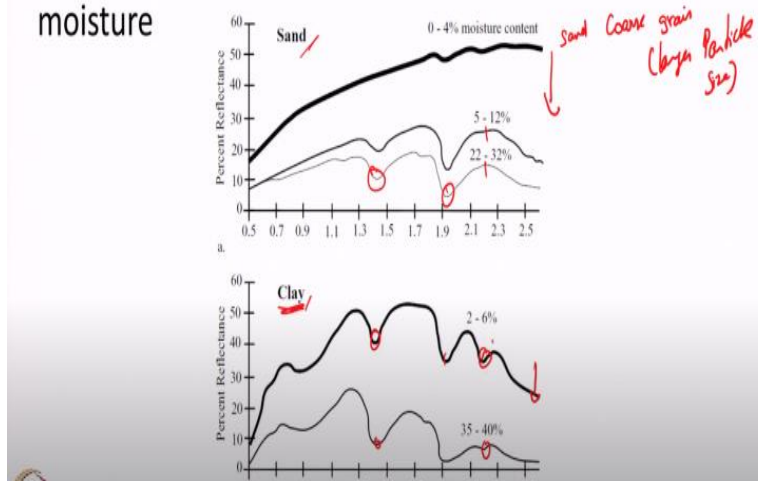 moisture
Sand
0 - 4% moisture content
5 - 12%
22 - 32%
Percent Reflectance
60
50
40
30
20
10
0
0.5 0.7 0.9 1.1 1.3 1.5 1.7 1.9 2.1 2.3 2.5
a.
sand Coarse grain
(larger Particle
size)
Clay
2 - 6%
35 - 40%
Percent Reflectance
60
50
40
30
20
10
0